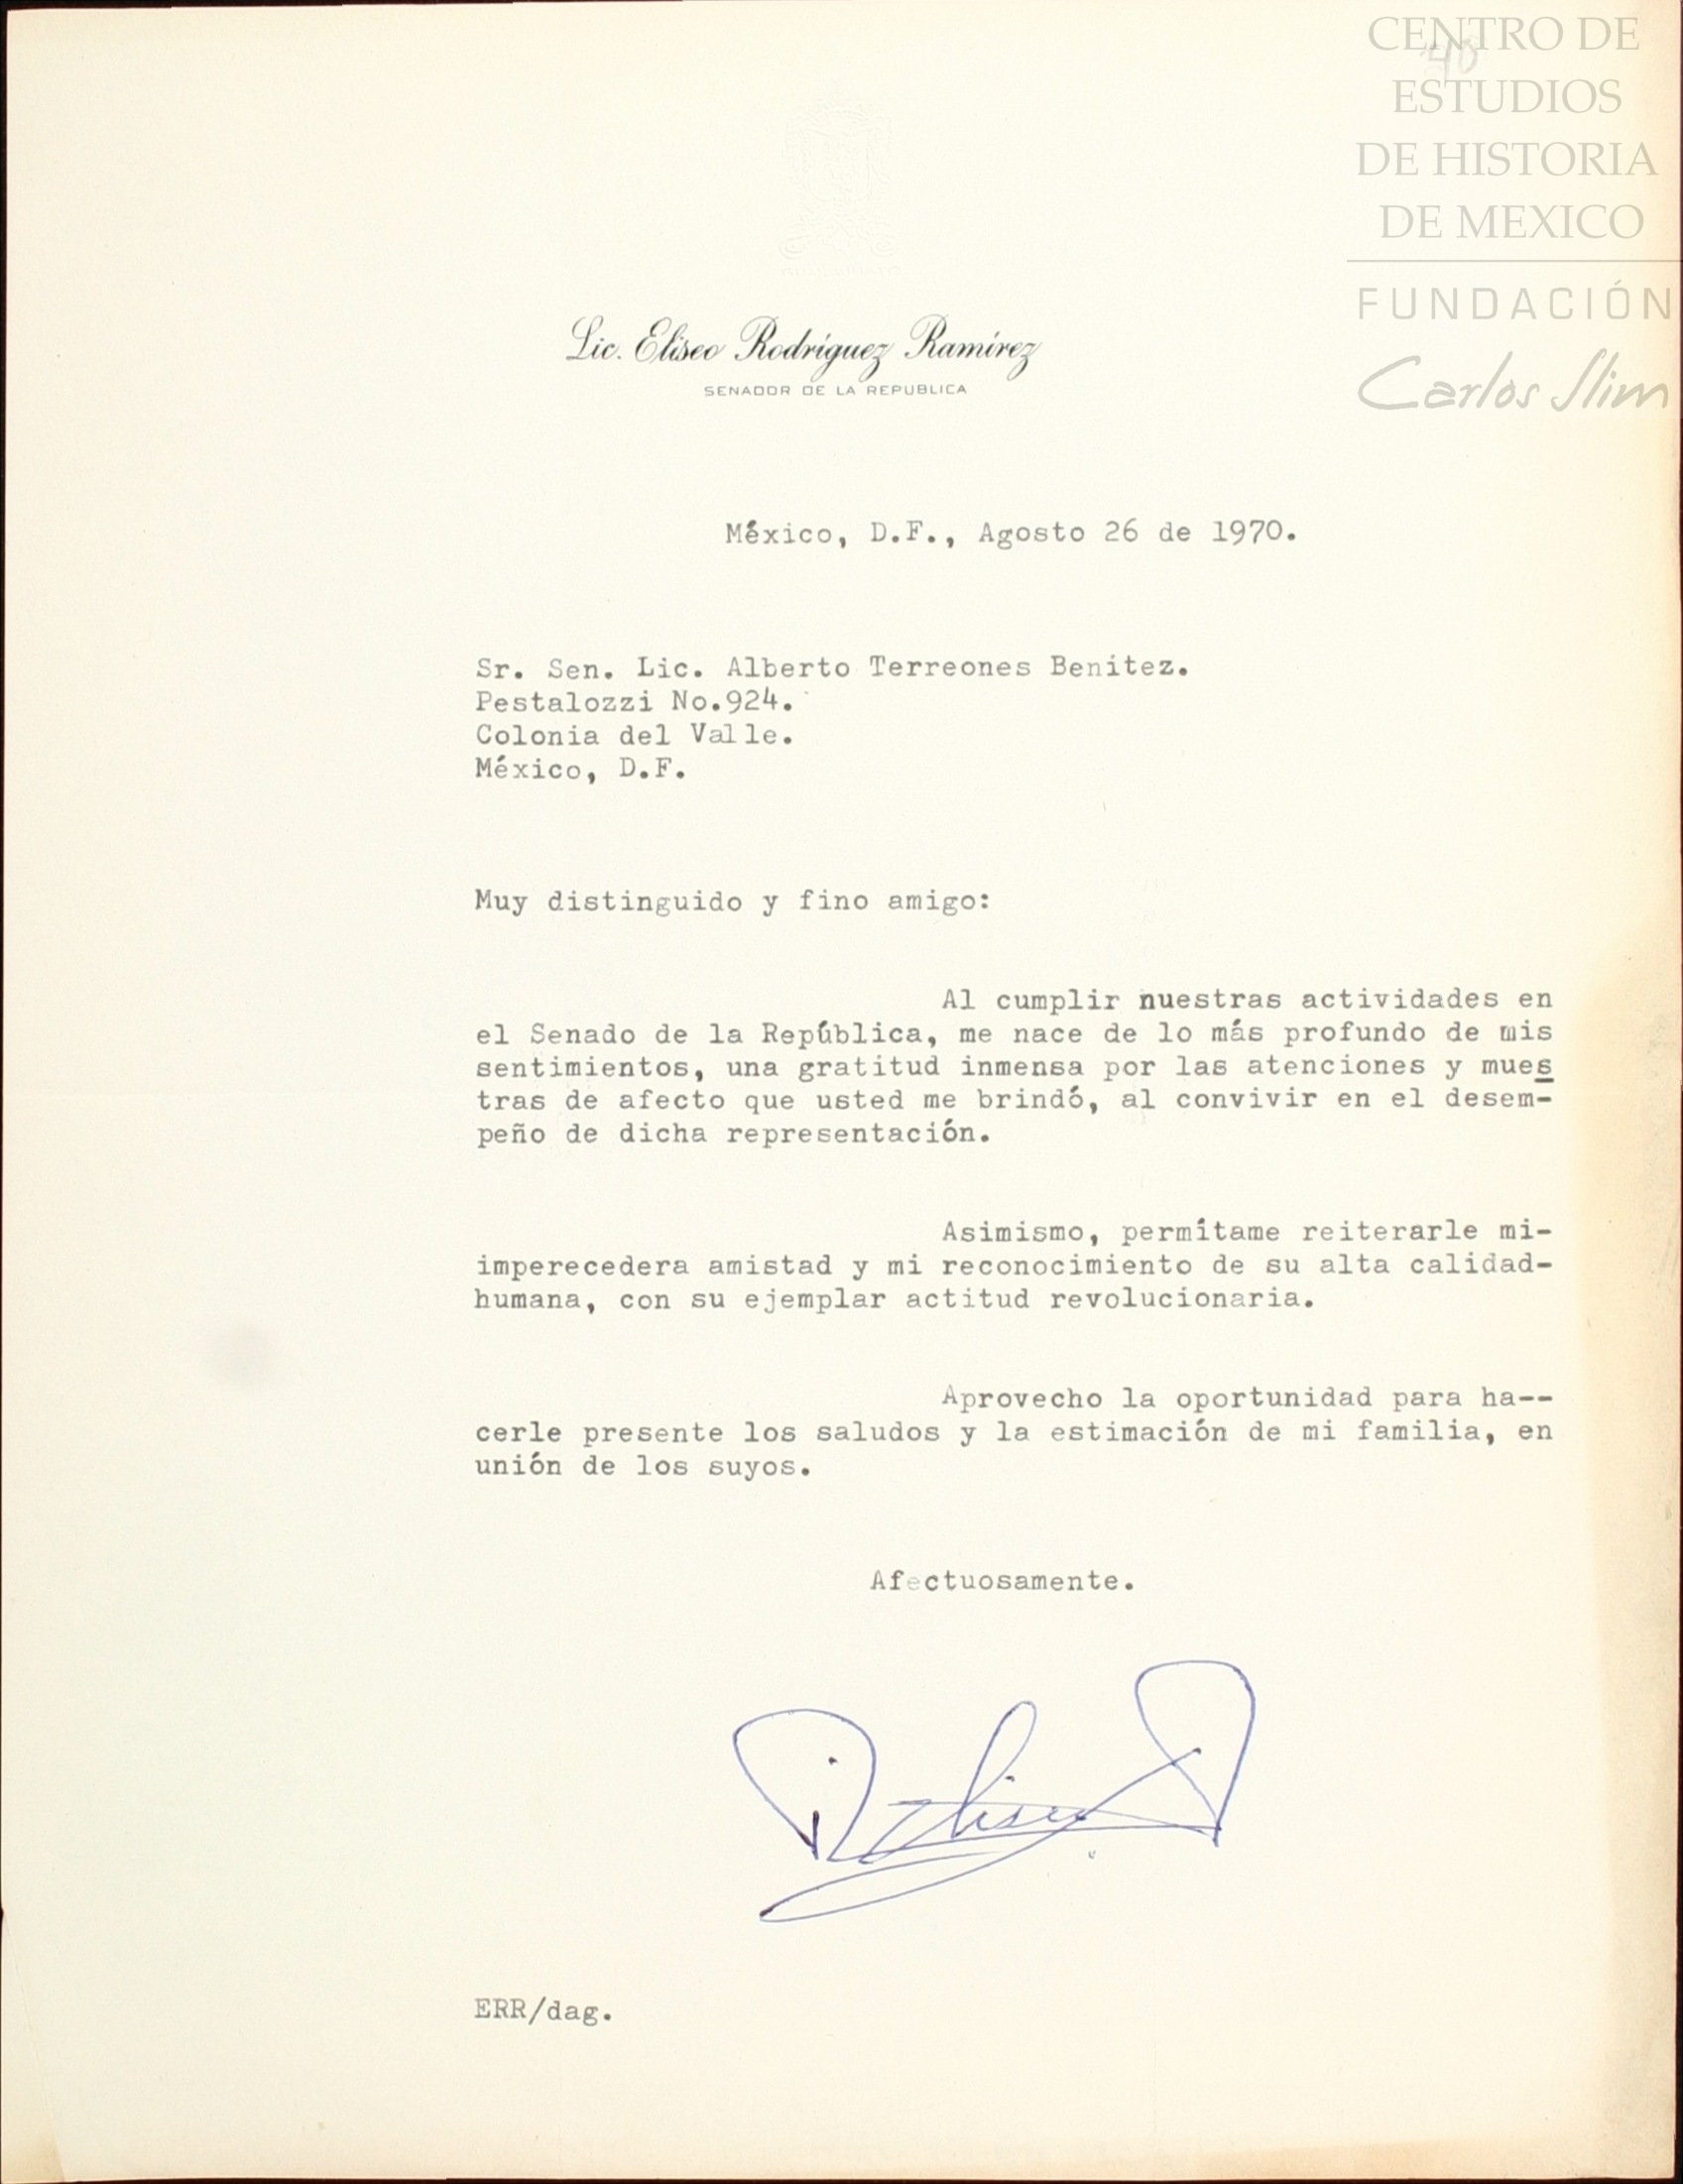 CENTRO DE
ESTUDIOS
DE HISTORIA
DE MEXICO
FUNDACIÓN
Carlos Slim
40
Lic. Eliseo Rodríguez Ramírez
SENADOR DE LA REPUBLICA
México, D.F., Agosto 26 de 1970.
Sr. Sen. Lic. Alberto Terreones Benítez.
Pestalozzi No.924.
Colonia del Valle.
México, D.F.
Muy distinguido y fino amigo:
Al cumplir nuestras actividades en
el Senado de la República, me nace de lo más profundo de mis
sentimientos, una gratitud inmensa por las atenciones y mues
tras de afecto que usted me brindó, al convivir en el desem-
peño de dicha representación.
Asimismo, permítame reiterarle mi-
imperecedera amistad y mi reconocimiento de su alta calidad-
humana, con su ejemplar actitud revolucionaria.
Aprovecho la oportunidad para ha--
cerle presente los saludos y la estimación de mi familia, en
unión de los suyos.
Afectuosamente.
ERR/dag.